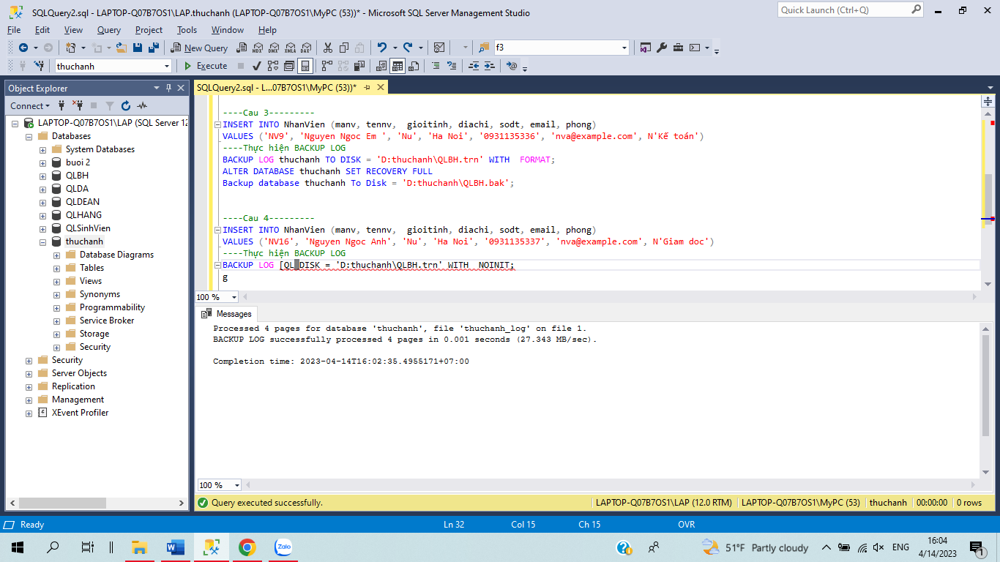 SQLQuery2.sql - LAPTOP-Q07B7OS1\LAP.thuchanh (LAPTOP-Q07B7OS1\MyPC (53))* - Microsoft SQL Server Management Studio
Quick Launch (Ctrl+Q)
File Edit View Query Project Tools Window Help
New Query MDX DMX XMLA DAX f3
thuchanh Execute
Object Explorer
SQLQuery2.sql - L...07B7OS1\MyPC (53))*
Connect
LAPTOP-Q07B7OS1\LAP (SQL Server 12
Databases
System Databases
buoi 2
QLBH
QLDA
QLDEAN
QLHANG
QLSinhVien
thuchanh
Database Diagrams
Tables
Views
Synonyms
Programmability
Service Broker
Storage
Security
Security
Server Objects
Replication
Management
XEvent Profiler
----Cau 3---------
INSERT INTO NhanVien (manv, tennv,  gioitinh, diachi, sodt, email, phong)
VALUES ('NV9', 'Nguyen Ngoc Em ', 'Nu', 'Ha Noi', '0931135336', 'nva@example.com', N'Kế toán')
----Thực hiện BACKUP LOG
BACKUP LOG thuchanh TO DISK = 'D:thuchanh\QLBH.trn' WITH  FORMAT;
ALTER DATABASE thuchanh SET RECOVERY FULL
Backup database thuchanh To Disk = 'D:thuchanh\QLBH.bak';
----Cau 4---------
INSERT INTO NhanVien (manv, tennv,  gioitinh, diachi, sodt, email, phong)
VALUES ('NV16', 'Nguyen Ngoc Anh', 'Nu', 'Ha Noi', '0931135337', 'nva@example.com', N'Giam doc')
----Thực hiện BACKUP LOG
BACKUP LOG [QL DISK = 'D:thuchanh\QLBH.trn' WITH  NOINIT;
g
100 %
Messages
Processed 4 pages for database 'thuchanh', file 'thuchanh_log' on file 1.
BACKUP LOG successfully processed 4 pages in 0.001 seconds (27.343 MB/sec).
Completion time: 2023-04-14T16:02:35.4955171+07:00
100 %
Query executed successfully. LAPTOP-Q07B7OS1\LAP (12.0 RTM) LAPTOP-Q07B7OS1\MyPC (53) thuchanh 00:00:00 0 rows
Ready Ln 32 Col 15 Ch 15 OVR
Zalo 51°F Partly cloudy ENG 16:04
4/14/2023 1